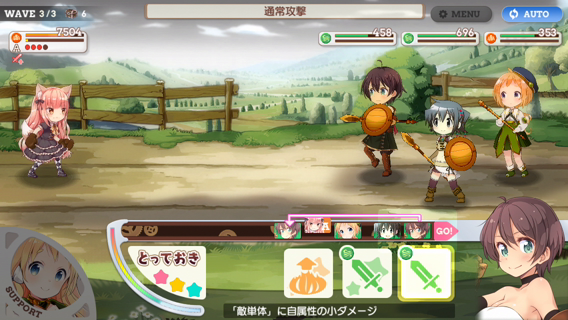 WAVE 3/3 6
通常攻撃
MENU
AUTO
7504
458
696
353
GO!
とっておき
SUPPORT
「敵単体」に自属性の小ダメージ